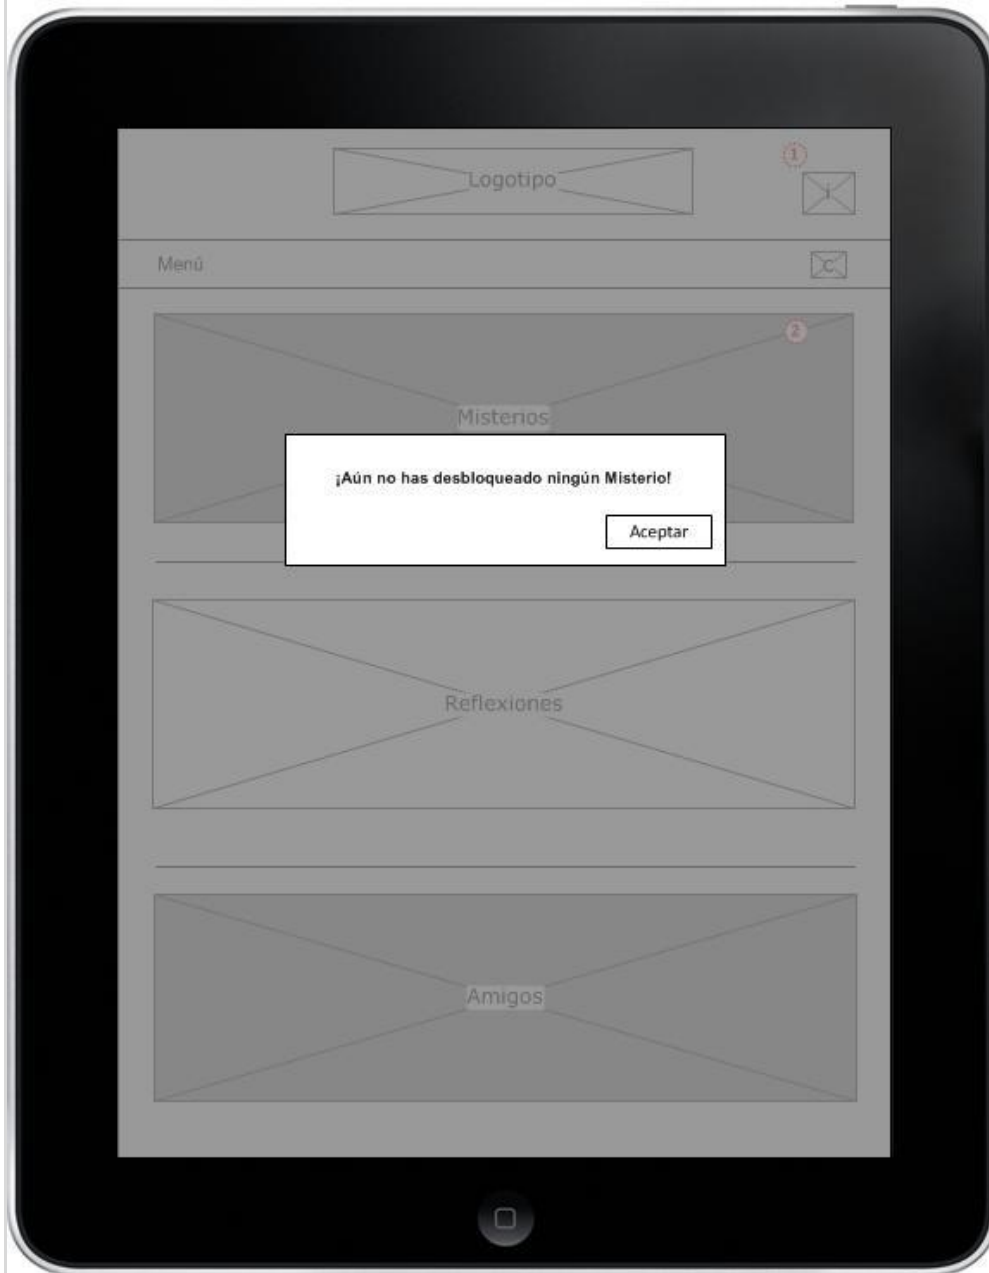 Logotipo
1
i
Menú
C
2
Misterios
¡Aún no has desbloqueado ningún Misterio!
Aceptar
Reflexiones
Amigos